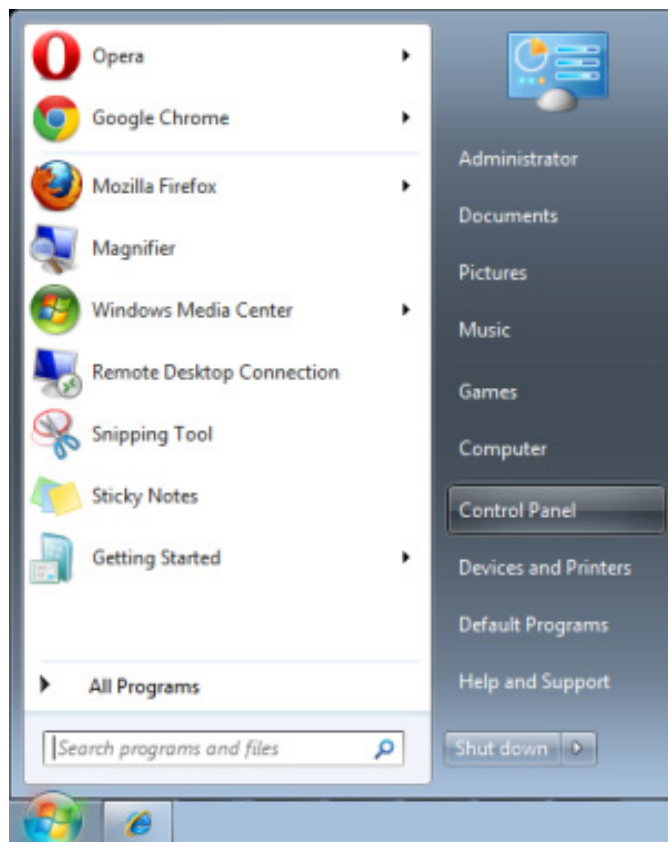 Opera
Google Chrome
Mozilla Firefox
Magnifier
Windows Media Center
Remote Desktop Connection
Snipping Tool
Sticky Notes
Getting Started
All Programs
Search programs and files
Administrator
Documents
Pictures
Music
Games
Computer
Control Panel
Devices and Printers
Default Programs
Help and Support
Shut down